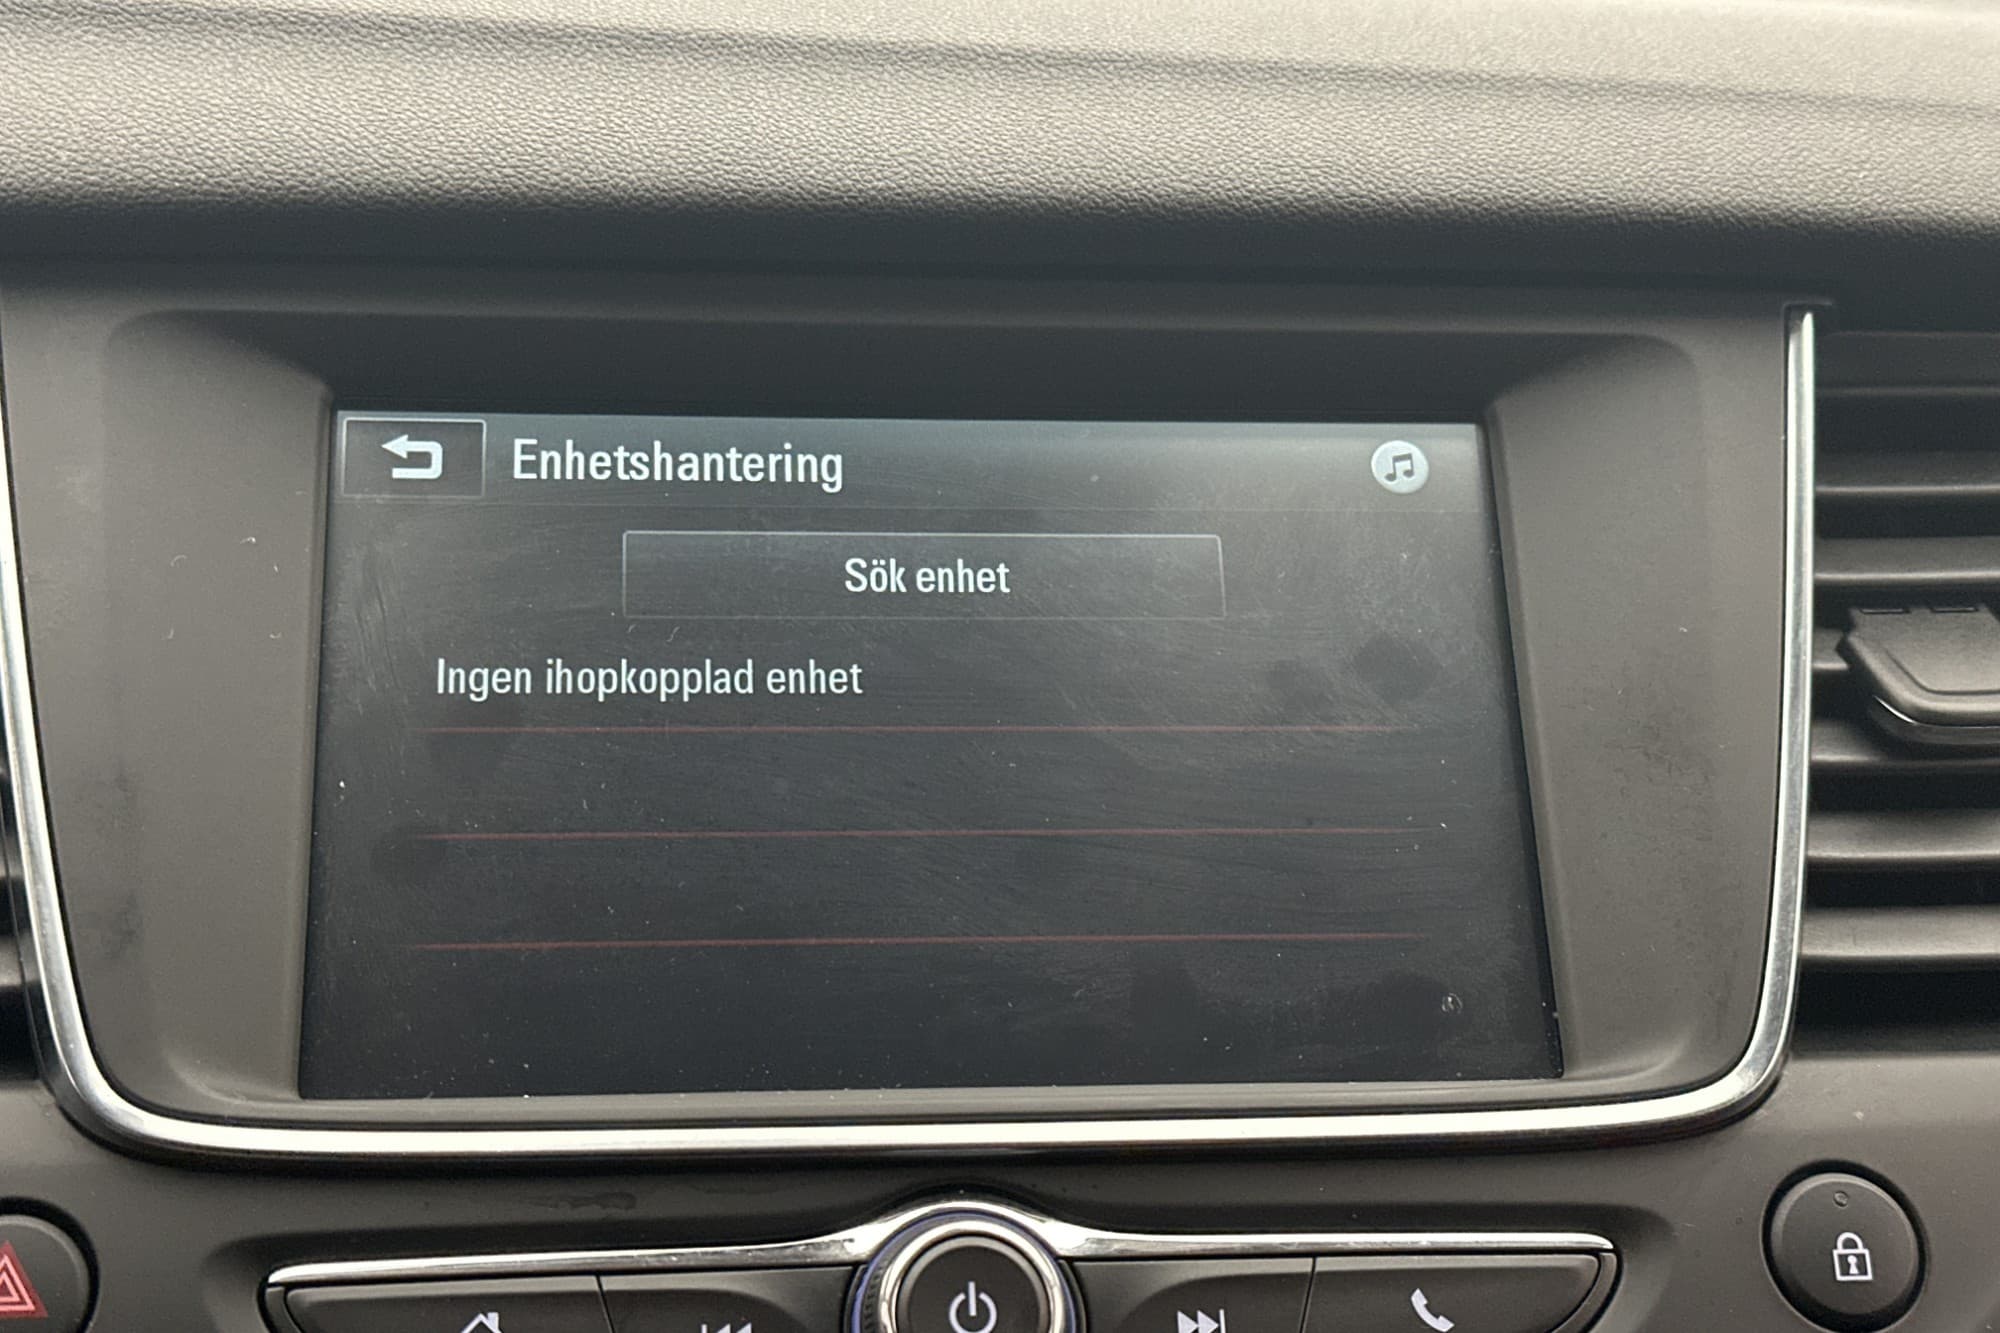 Enhetshantering
Sök enhet
Ingen ihopkopplad enhet